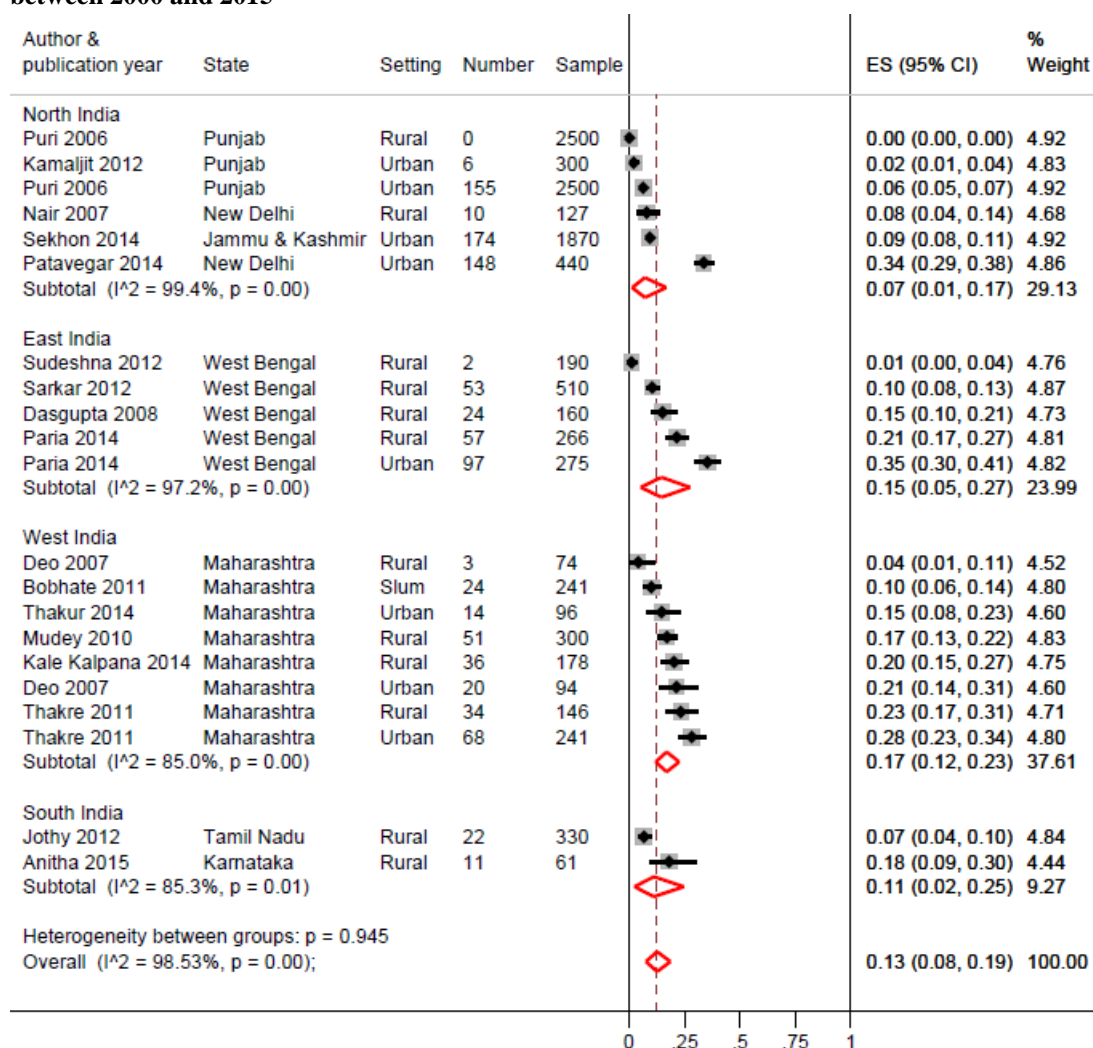 between 2000 and 2015
Author & %
publication year State Setting Number Sample ES (95% CI) Weight
North India
Puri 2006 Punjab Rural 0 2500 0.00 (0.00, 0.00) 4.92
Kamaljit 2012 Punjab Urban 6 300 0.02 (0.01, 0.04) 4.83
Puri 2006 Punjab Urban 155 2500 0.06 (0.05, 0.07) 4.92
Nair 2007 New Delhi Rural 10 127 0.08 (0.04, 0.14) 4.68
Sekhon 2014 Jammu & Kashmir Urban 174 1870 0.09 (0.08, 0.11) 4.92
Patavegar 2014 New Delhi Urban 148 440 0.34 (0.29, 0.38) 4.86
Subtotal (I^2 = 99.4%, p = 0.00) 0.07 (0.01, 0.17) 29.13
East India
Sudeshna 2012 West Bengal Rural 2 190 0.01 (0.00, 0.04) 4.76
Sarkar 2012 West Bengal Rural 53 510 0.10 (0.08, 0.13) 4.87
Dasgupta 2008 West Bengal Rural 24 160 0.15 (0.10, 0.21) 4.73
Paria 2014 West Bengal Rural 57 266 0.21 (0.17, 0.27) 4.81
Paria 2014 West Bengal Urban 97 275 0.35 (0.30, 0.41) 4.82
Subtotal (I^2 = 97.2%, p = 0.00) 0.15 (0.05, 0.27) 23.99
West India
Deo 2007 Maharashtra Rural 3 74 0.04 (0.01, 0.11) 4.52
Bobhate 2011 Maharashtra Slum 24 241 0.10 (0.06, 0.14) 4.80
Thakur 2014 Maharashtra Urban 14 96 0.15 (0.08, 0.23) 4.60
Mudey 2010 Maharashtra Rural 51 300 0.17 (0.13, 0.22) 4.83
Kale Kalpana 2014 Maharashtra Rural 36 178 0.20 (0.15, 0.27) 4.75
Deo 2007 Maharashtra Urban 20 94 0.21 (0.14, 0.31) 4.60
Thakre 2011 Maharashtra Rural 34 146 0.23 (0.17, 0.31) 4.71
Thakre 2011 Maharashtra Urban 68 241 0.28 (0.23, 0.34) 4.80
Subtotal (I^2 = 85.0%, p = 0.00) 0.17 (0.12, 0.23) 37.61
South India
Jothy 2012 Tamil Nadu Rural 22 330 0.07 (0.04, 0.10) 4.84
Anitha 2015 Karnataka Rural 11 61 0.18 (0.09, 0.30) 4.44
Subtotal (I^2 = 85.3%, p = 0.01) 0.11 (0.02, 0.25) 9.27
Heterogeneity between groups: p = 0.945
Overall (I^2 = 98.53%, p = 0.00); 0.13 (0.08, 0.19) 100.00
0 .25 .5 .75 1